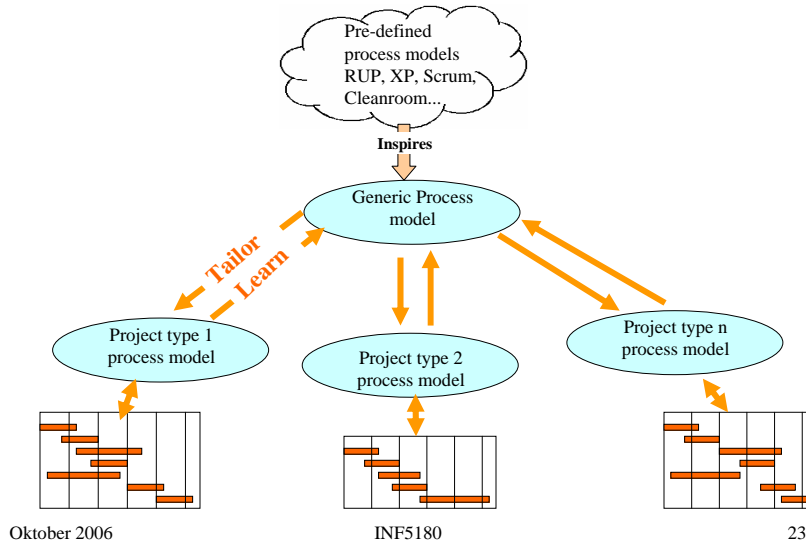 Pre-defined
process models
RUP, XP, Scrum,
Cleanroom...
Inspires
Generic Process
model
Tailor
Learn
Project type 1
process model
Project type 2
process model
Project type n
process model
Oktober 2006
INF5180
23